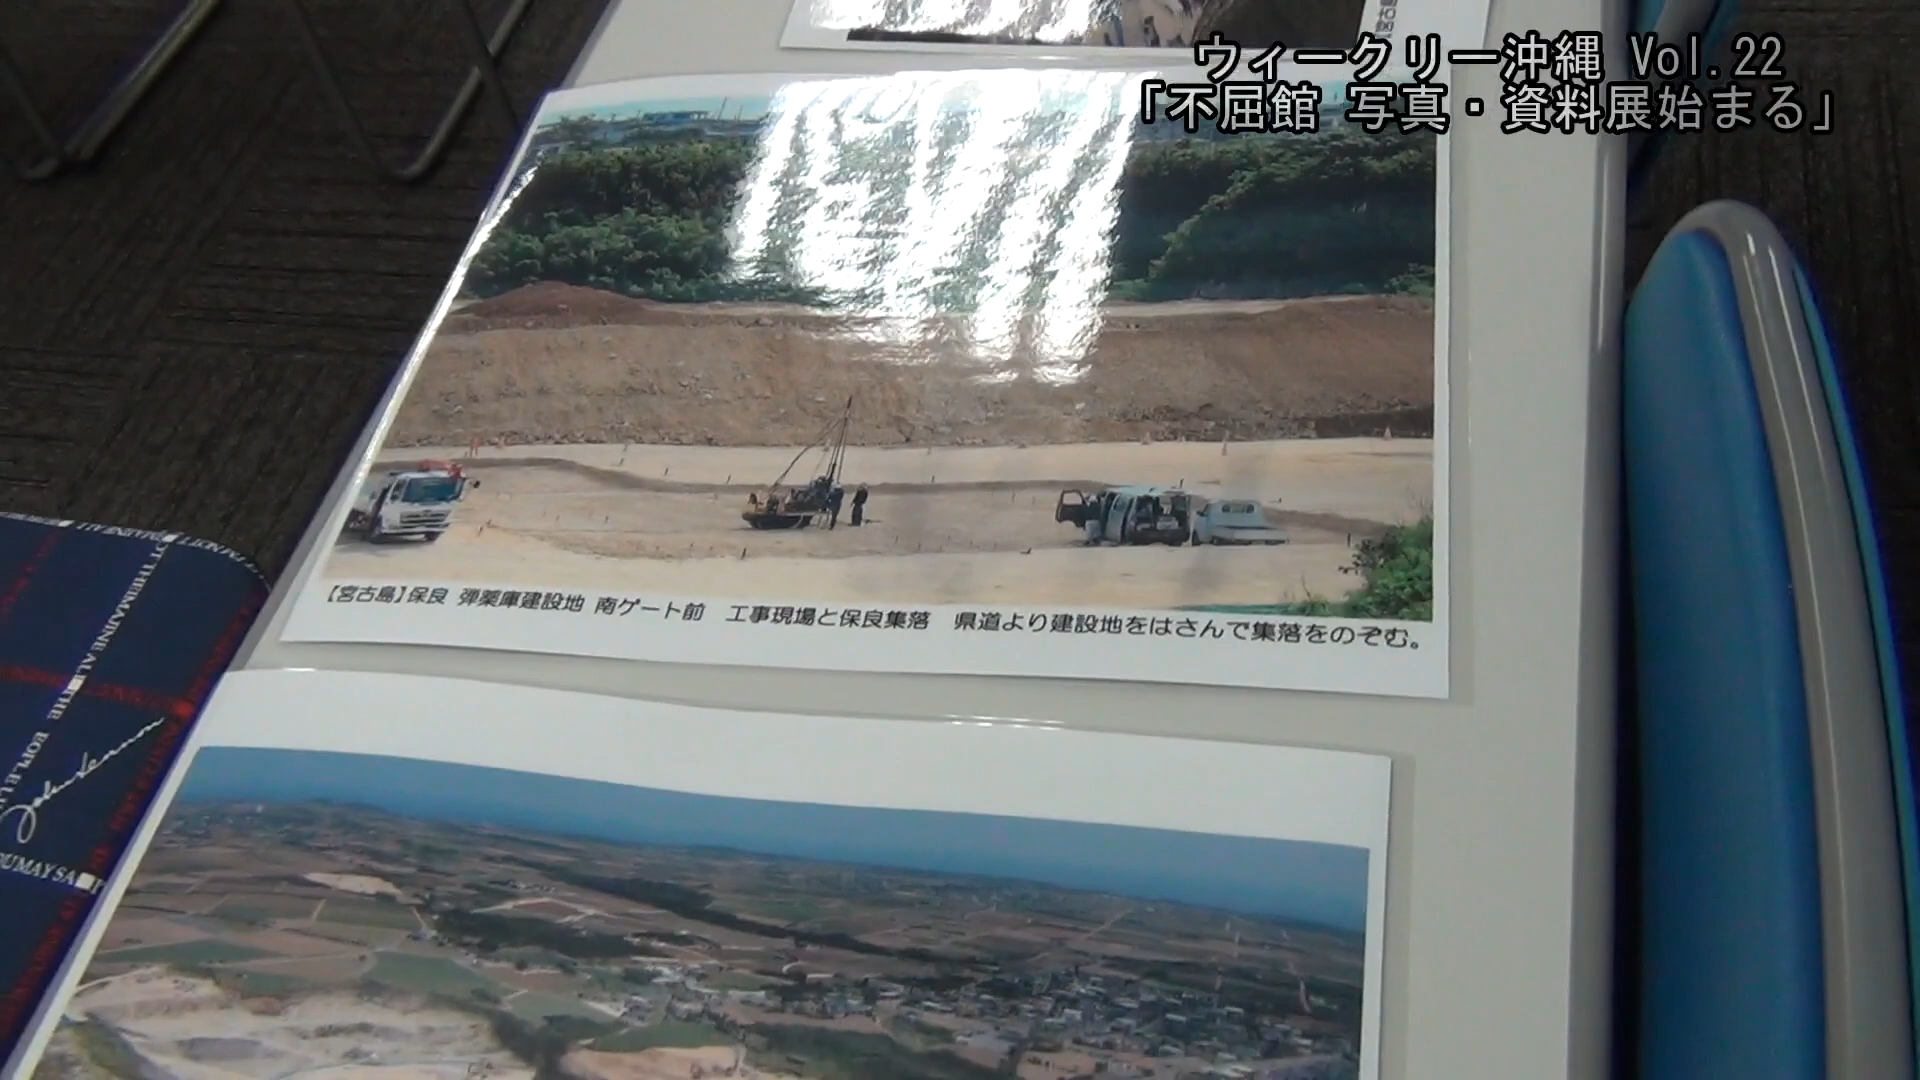 ウィークリー沖縄 Vol.22
「不屈館 写真・資料展始まる」
【宮古島】保良 弾薬庫建設地 南ゲート前 工事現場と保良集落 県道より建設地をはさんで集落をのぞむ。